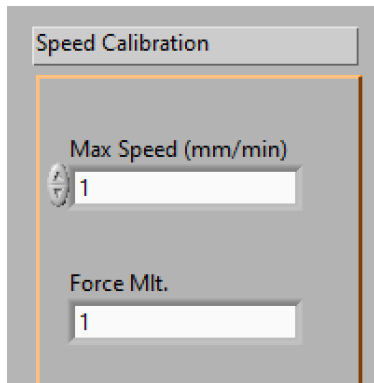 Speed Calibration
Max Speed (mm/min)
1
Force Mlt.
1